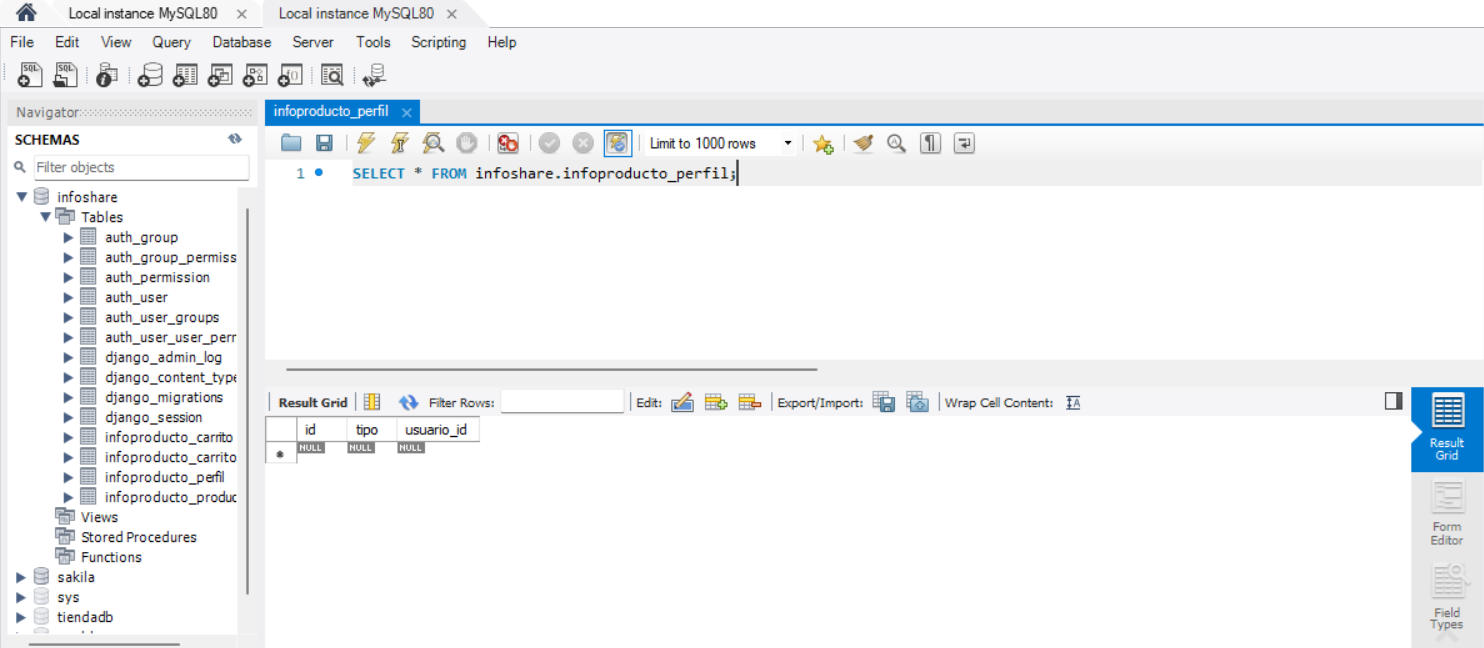 Local instance MySQL80 Local instance MySQL80
File Edit View Query Database Server Tools Scripting Help
Navigator
SCHEMAS
Filter objects
infoshare
Tables
auth_group
auth_group_permiss
auth_permission
auth_user
auth_user_groups
auth_user_user_perr
django_admin_log
django_content_type
django_migrations
django_session
infoproducto_carrito
infoproducto_carrito
infoproducto_perfil
infoproducto_produc
Views
Stored Procedures
Functions
sakila
sys
tiendadb
infoproducto_perfil
Limit to 1000 rows
1 SELECT * FROM infoshare.infoproducto_perfil;
Result Grid Filter Rows: Edit: Export/Import: Wrap Cell Content:
id tipo usuario_id
* NULL NULL NULL
Result
Grid
Form
Editor
Field
Types